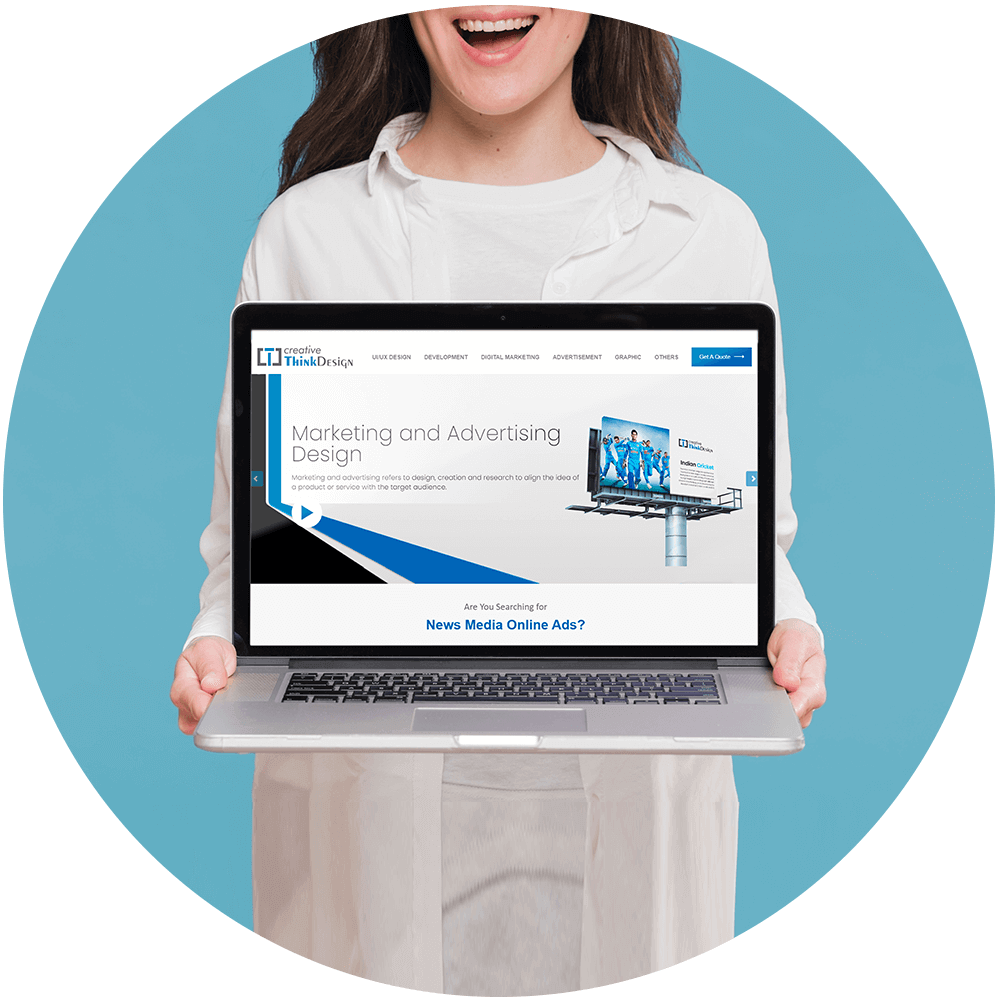 creative
ThinkDESIGN
UI/UX DESIGN DEVELOPMENT DIGITAL MARKETING ADVERTISEMENT GRAPHIC OTHERS Get A Quote
Marketing and Advertising
Design
Marketing and advertising refers to design, creation and research to align the idea of
a product or service with the target audience.
creative
ThinkDESIGN
Indian Cricket
Are You Searching for
News Media Online Ads?